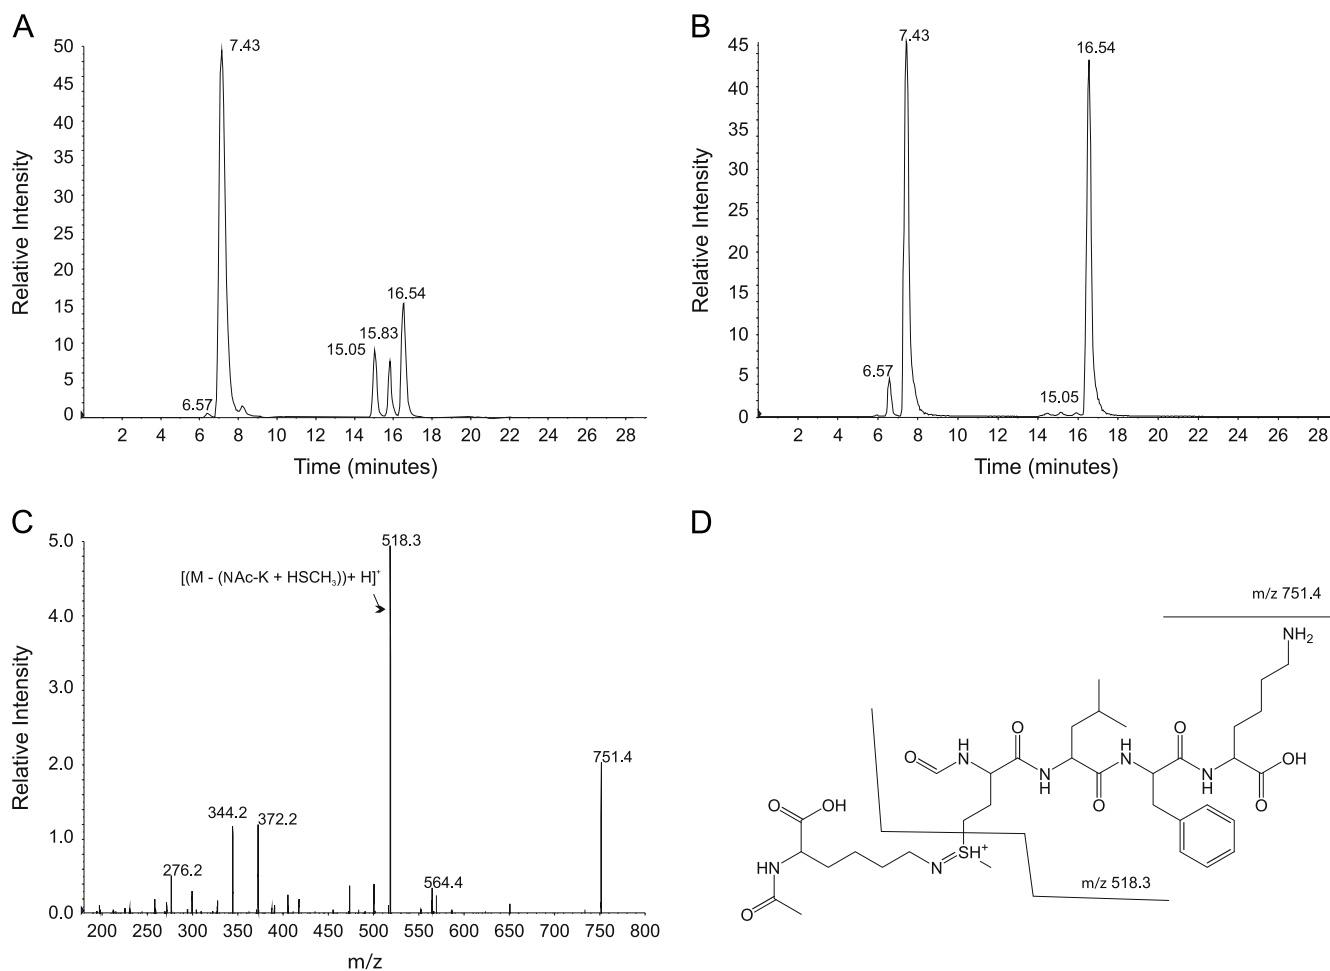 A
Relative Intensity
50
45
40
35
30
25
20
15
10
5
0
7.43
6.57
15.05
15.83
16.54
2 4 6 8 10 12 14 16 18 20 22 24 26 28
Time (minutes)
B
Relative Intensity
45
40
35
30
25
20
15
10
5
0
7.43
16.54
6.57
15.05
2 4 6 8 10 12 14 16 18 20 22 24 26 28
Time (minutes)
C
Relative Intensity
5.0
4.0
3.0
2.0
1.0
0.0
518.3
[(M - (NAc-K + HSCH₃))+ H]⁺
751.4
344.2
372.2
276.2
564.4
200 250 300 350 400 450 500 550 600 650 700 750 800
m/z
D
m/z 751.4
NH₂
O
H
N
O
N
H
O
H
N
O
N
H
O
OH
O
O
OH
HN
O
N
SH⁺
m/z 518.3